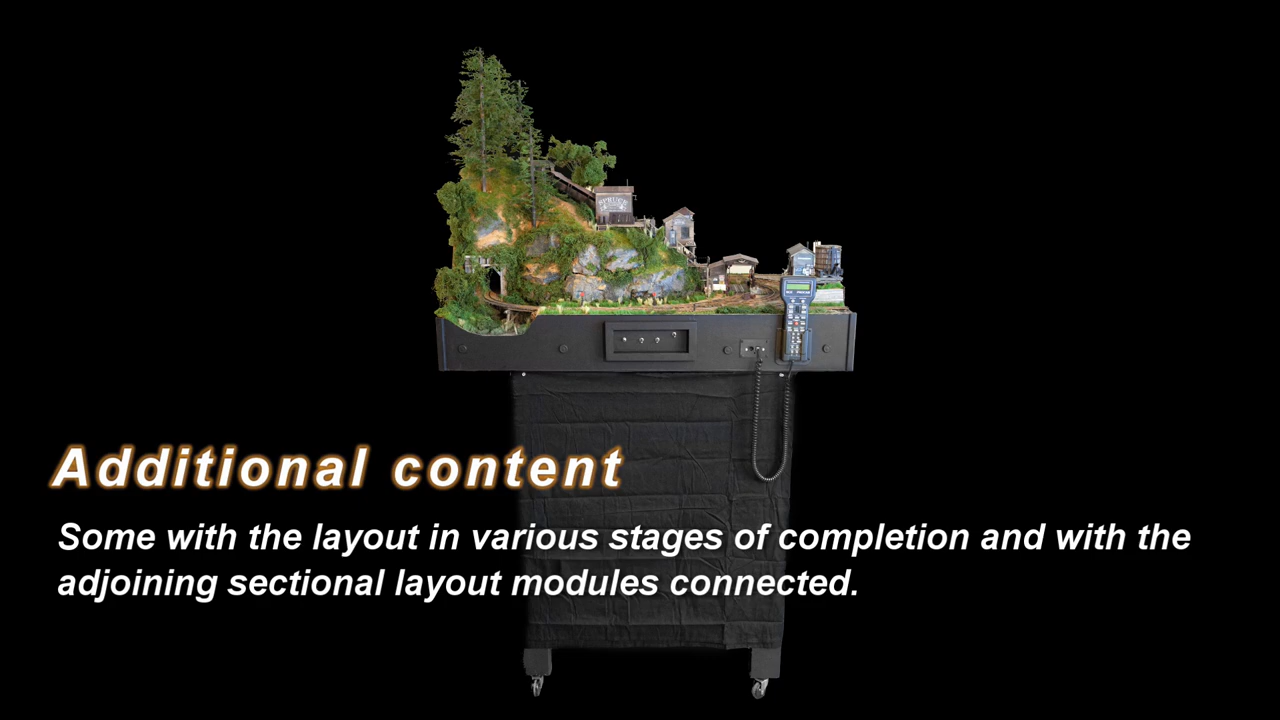 SPRUCE
Additional content
Some with the layout in various stages of completion and with the
adjoining sectional layout modules connected.